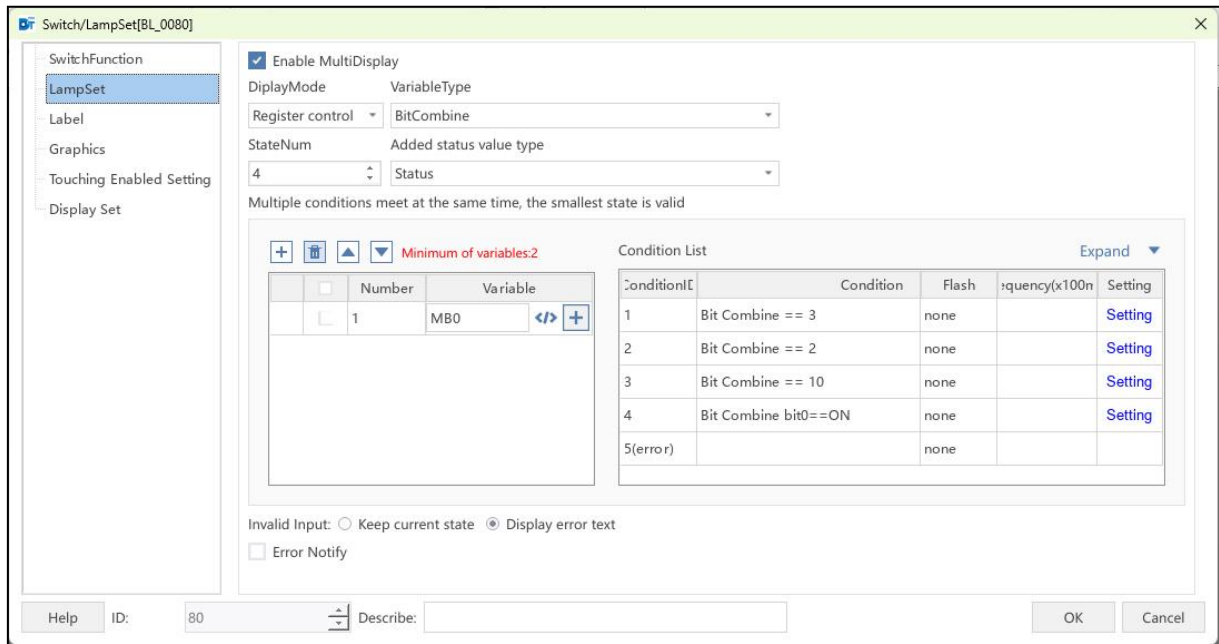 DT Switch/LampSet[BL_0080]
SwitchFunction
LampSet
Label
Graphics
Touching Enabled Setting
Display Set
Enable MultiDisplay
DiplayMode VariableType
Register control BitCombine
StateNum Added status value type
4 Status
Multiple conditions meet at the same time, the smallest state is valid
Minimum of variables:2
Number Variable
1 MB0 </>
Condition List Expand
ConditionID Condition Flash equency(x100m Setting
1 Bit Combine == 3 none Setting
2 Bit Combine == 2 none Setting
3 Bit Combine == 10 none Setting
4 Bit Combine bit0==ON none Setting
5(error) none
Invalid Input: Keep current state Display error text
Error Notify
Help ID: 80 Describe: OK Cancel